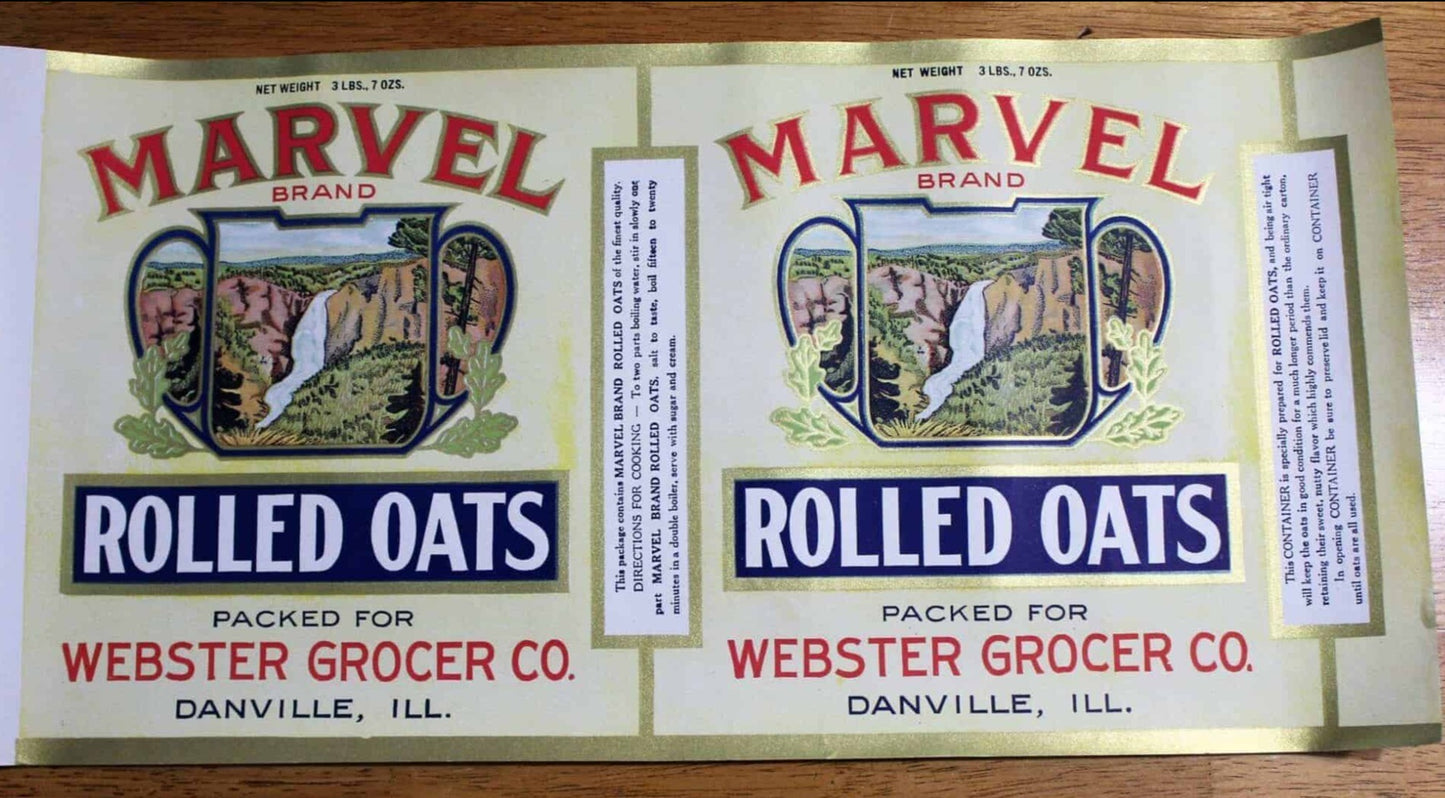 NET WEIGHT 3 LBS., 7 OZS.
MARVEL
BRAND
ROLLED OATS
PACKED FOR
WEBSTER GROCER CO.
DANVILLE, ILL.
This package contains MARVEL BRAND ROLLED OATS of the finest quality.
DIRECTIONS FOR COOKING — To two parts boiling water, stir in slowly one
part MARVEL BRAND ROLLED OATS, salt to taste, boil fifteen to twenty
minutes in a double boiler, serve with sugar and cream.
NET WEIGHT 3 LBS., 7 OZS.
MARVEL
BRAND
ROLLED OATS
PACKED FOR
WEBSTER GROCER CO.
DANVILLE, ILL.
This CONTAINER is specially prepared for ROLLED OATS, and being air tight
will keep the oats in good condition for a much longer period than the ordinary carton,
retaining their sweet, nutty flavor which highly commends them.
In opening CONTAINER be sure to preserve lid and keep it on CONTAINER
until oats are all used.